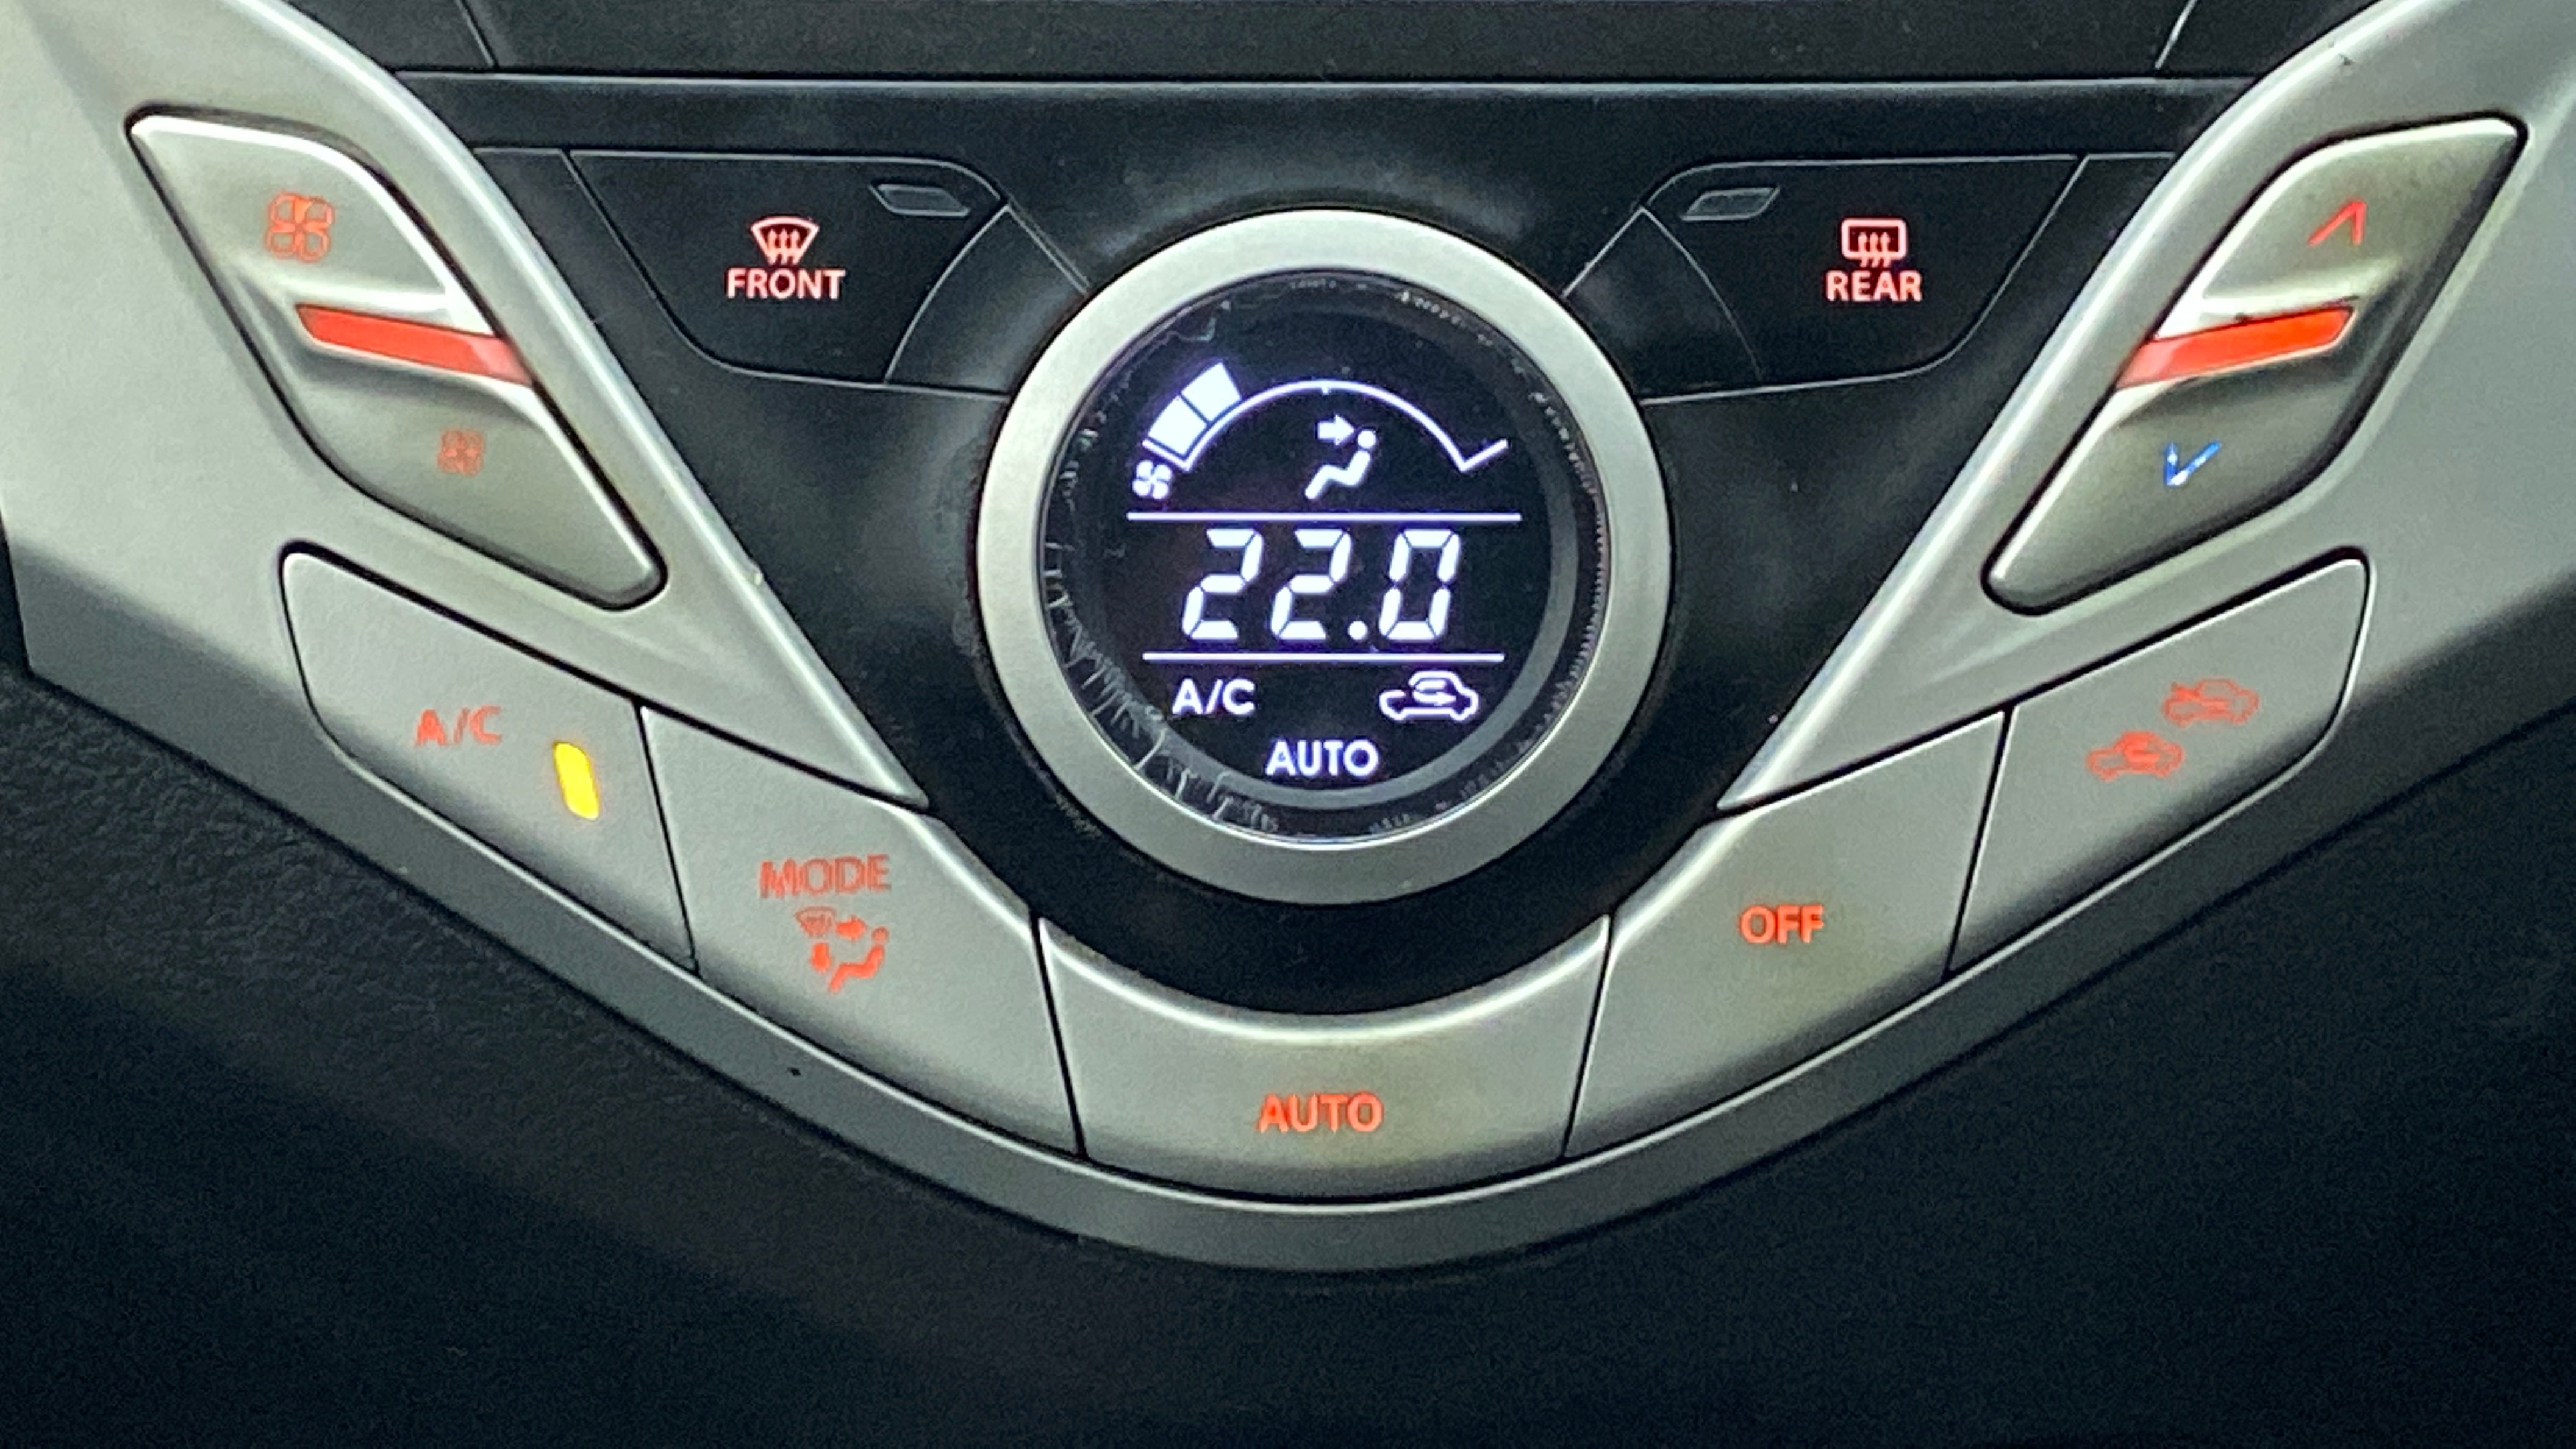 FRONT
REAR
22.0
A/C
AUTO
A/C
MODE
OFF
AUTO